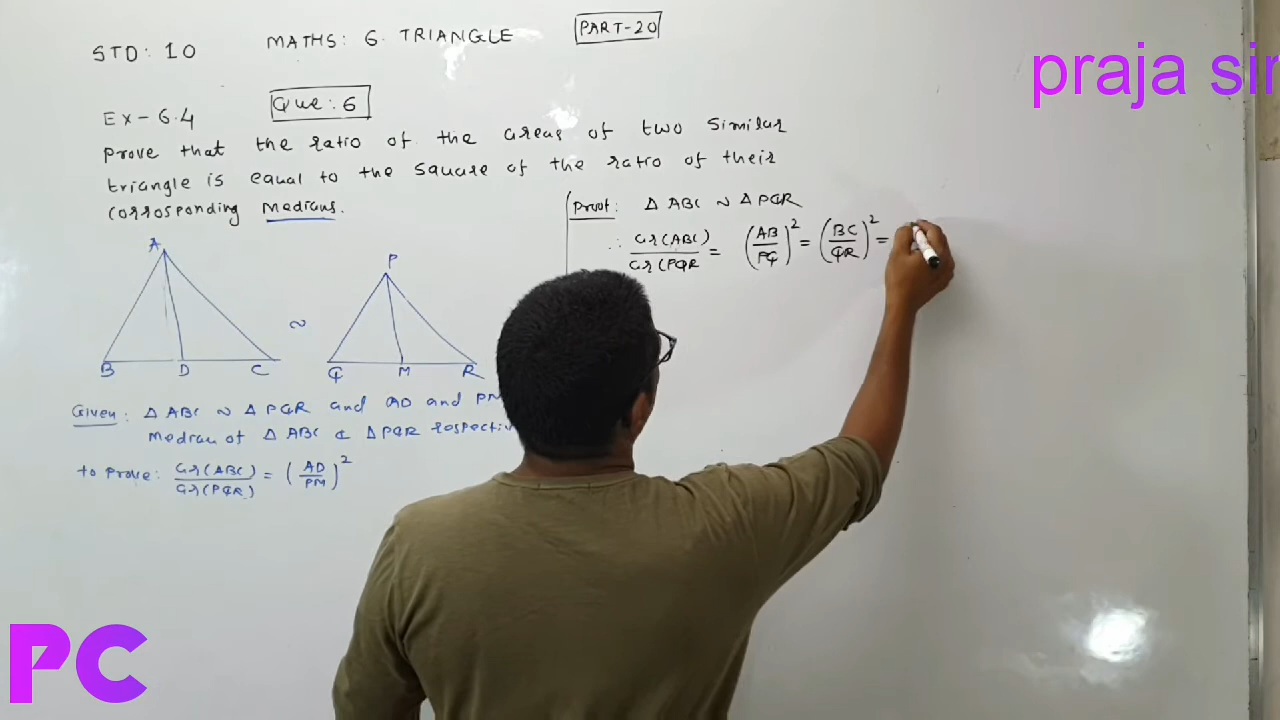 STD: 10 MATHS: 6. TRIANGLE PART-20
praja sir
Ex-6.4 Que: 6
Prove that the ratio of the areas of two similar
triangle is equal to the square of the ratio of their
corrosponding Medians.
Proof: Δ ABC ~ Δ PQR
∴ ar(ABC)/ar(PQR = (AB/PQ)² = (BC/QR)² =
A
B D C
~
P
Q M R
Given: Δ ABC ~ Δ PQR and AD and PM
Median of Δ ABC & Δ PQR
to Prove: ar(ABC)/ar(PQR) = (AD/PM)²
PC